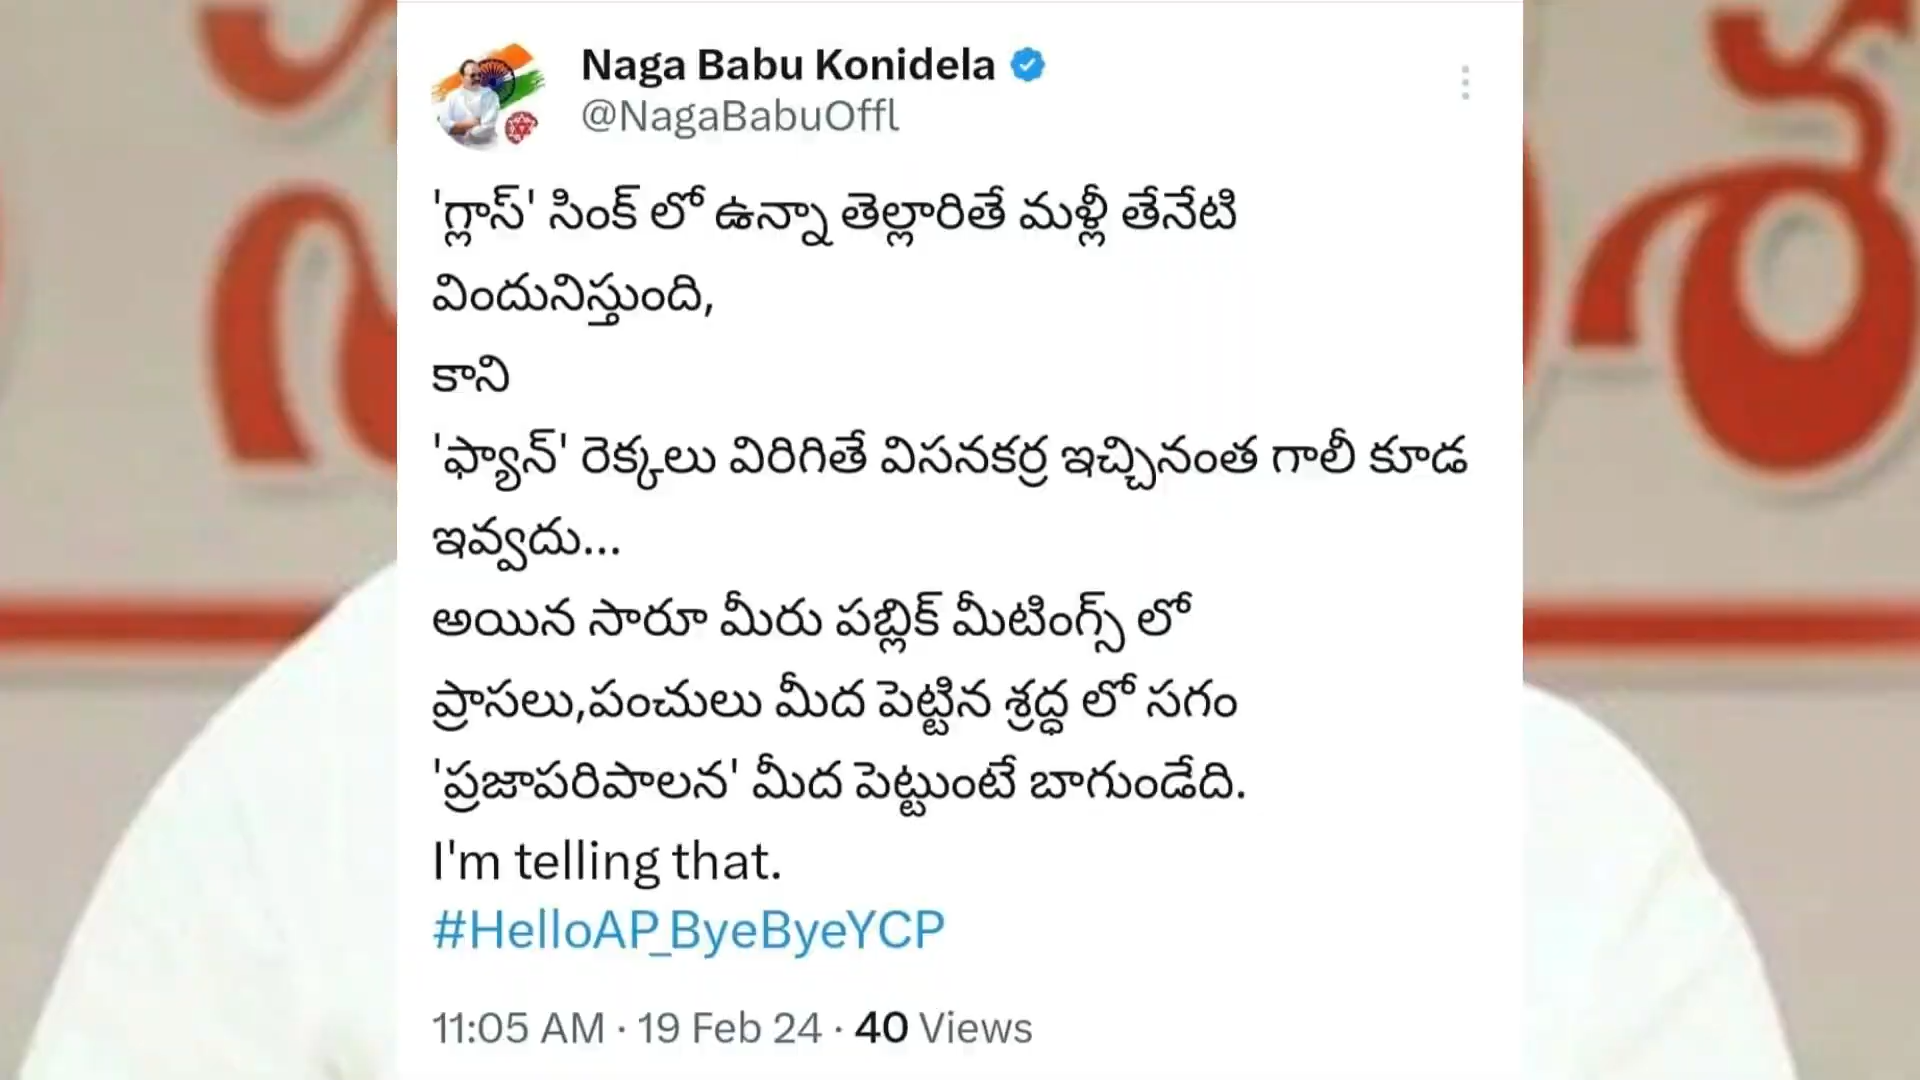 Naga Babu Konidela
@NagaBabuOffl
'గ్లాస్' సింక్ లో ఉన్నా తెల్లారితే మళ్లీ తేనేటి
విందునిస్తుంది,
కాని
'ఫ్యాన్' రెక్కలు విరిగితే విసనకర్ర ఇచ్చినంత గాలీ కూడ
ఇవ్వదు...
అయిన సారూ మీరు పబ్లిక్ మీటింగ్స్ లో
ప్రాసలు,పంచులు మీద పెట్టిన శ్రద్ధ లో సగం
'ప్రజాపరిపాలన' మీద పెట్టుంటే బాగుండేది.
I'm telling that.
#HelloAP_ByeByeYCP
11:05 AM · 19 Feb 24 · 40 Views